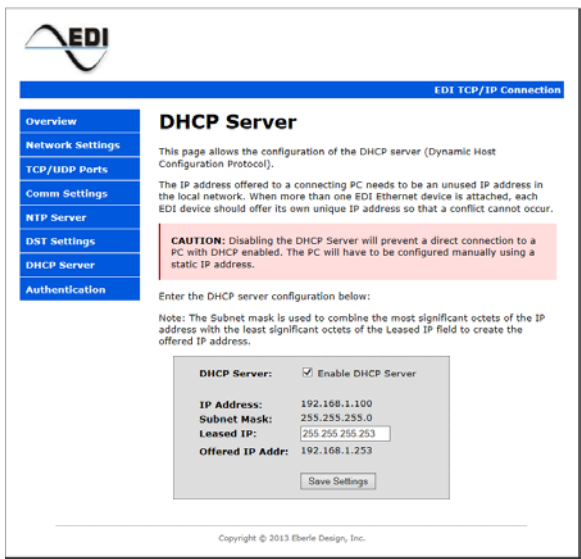 EDI
EDI TCP/IP Connection
Overview
Network Settings
TCP/UDP Ports
Comm Settings
NTP Server
DST Settings
DHCP Server
Authentication
DHCP Server
This page allows the configuration of the DHCP server (Dynamic Host
Configuration Protocol).
The IP address offered to a connecting PC needs to be an unused IP address in
the local network. When more than one EDI Ethernet device is attached, each
EDI device should offer its own unique IP address so that a conflict cannot occur.
CAUTION: Disabling the DHCP Server will prevent a direct connection to a
PC with DHCP enabled. The PC will have to be configured manually using a
static IP address.
Enter the DHCP server configuration below:
Note: The Subnet mask is used to combine the most significant octets of the IP
address with the least significant octets of the Leased IP field to create the
offered IP address.
DHCP Server: Enable DHCP Server
IP Address: 192.168.1.100
Subnet Mask: 255.255.255.0
Leased IP: 255.255.255.253
Offered IP Addr: 192.168.1.253
Save Settings
Copyright © 2013 Eberle Design, Inc.